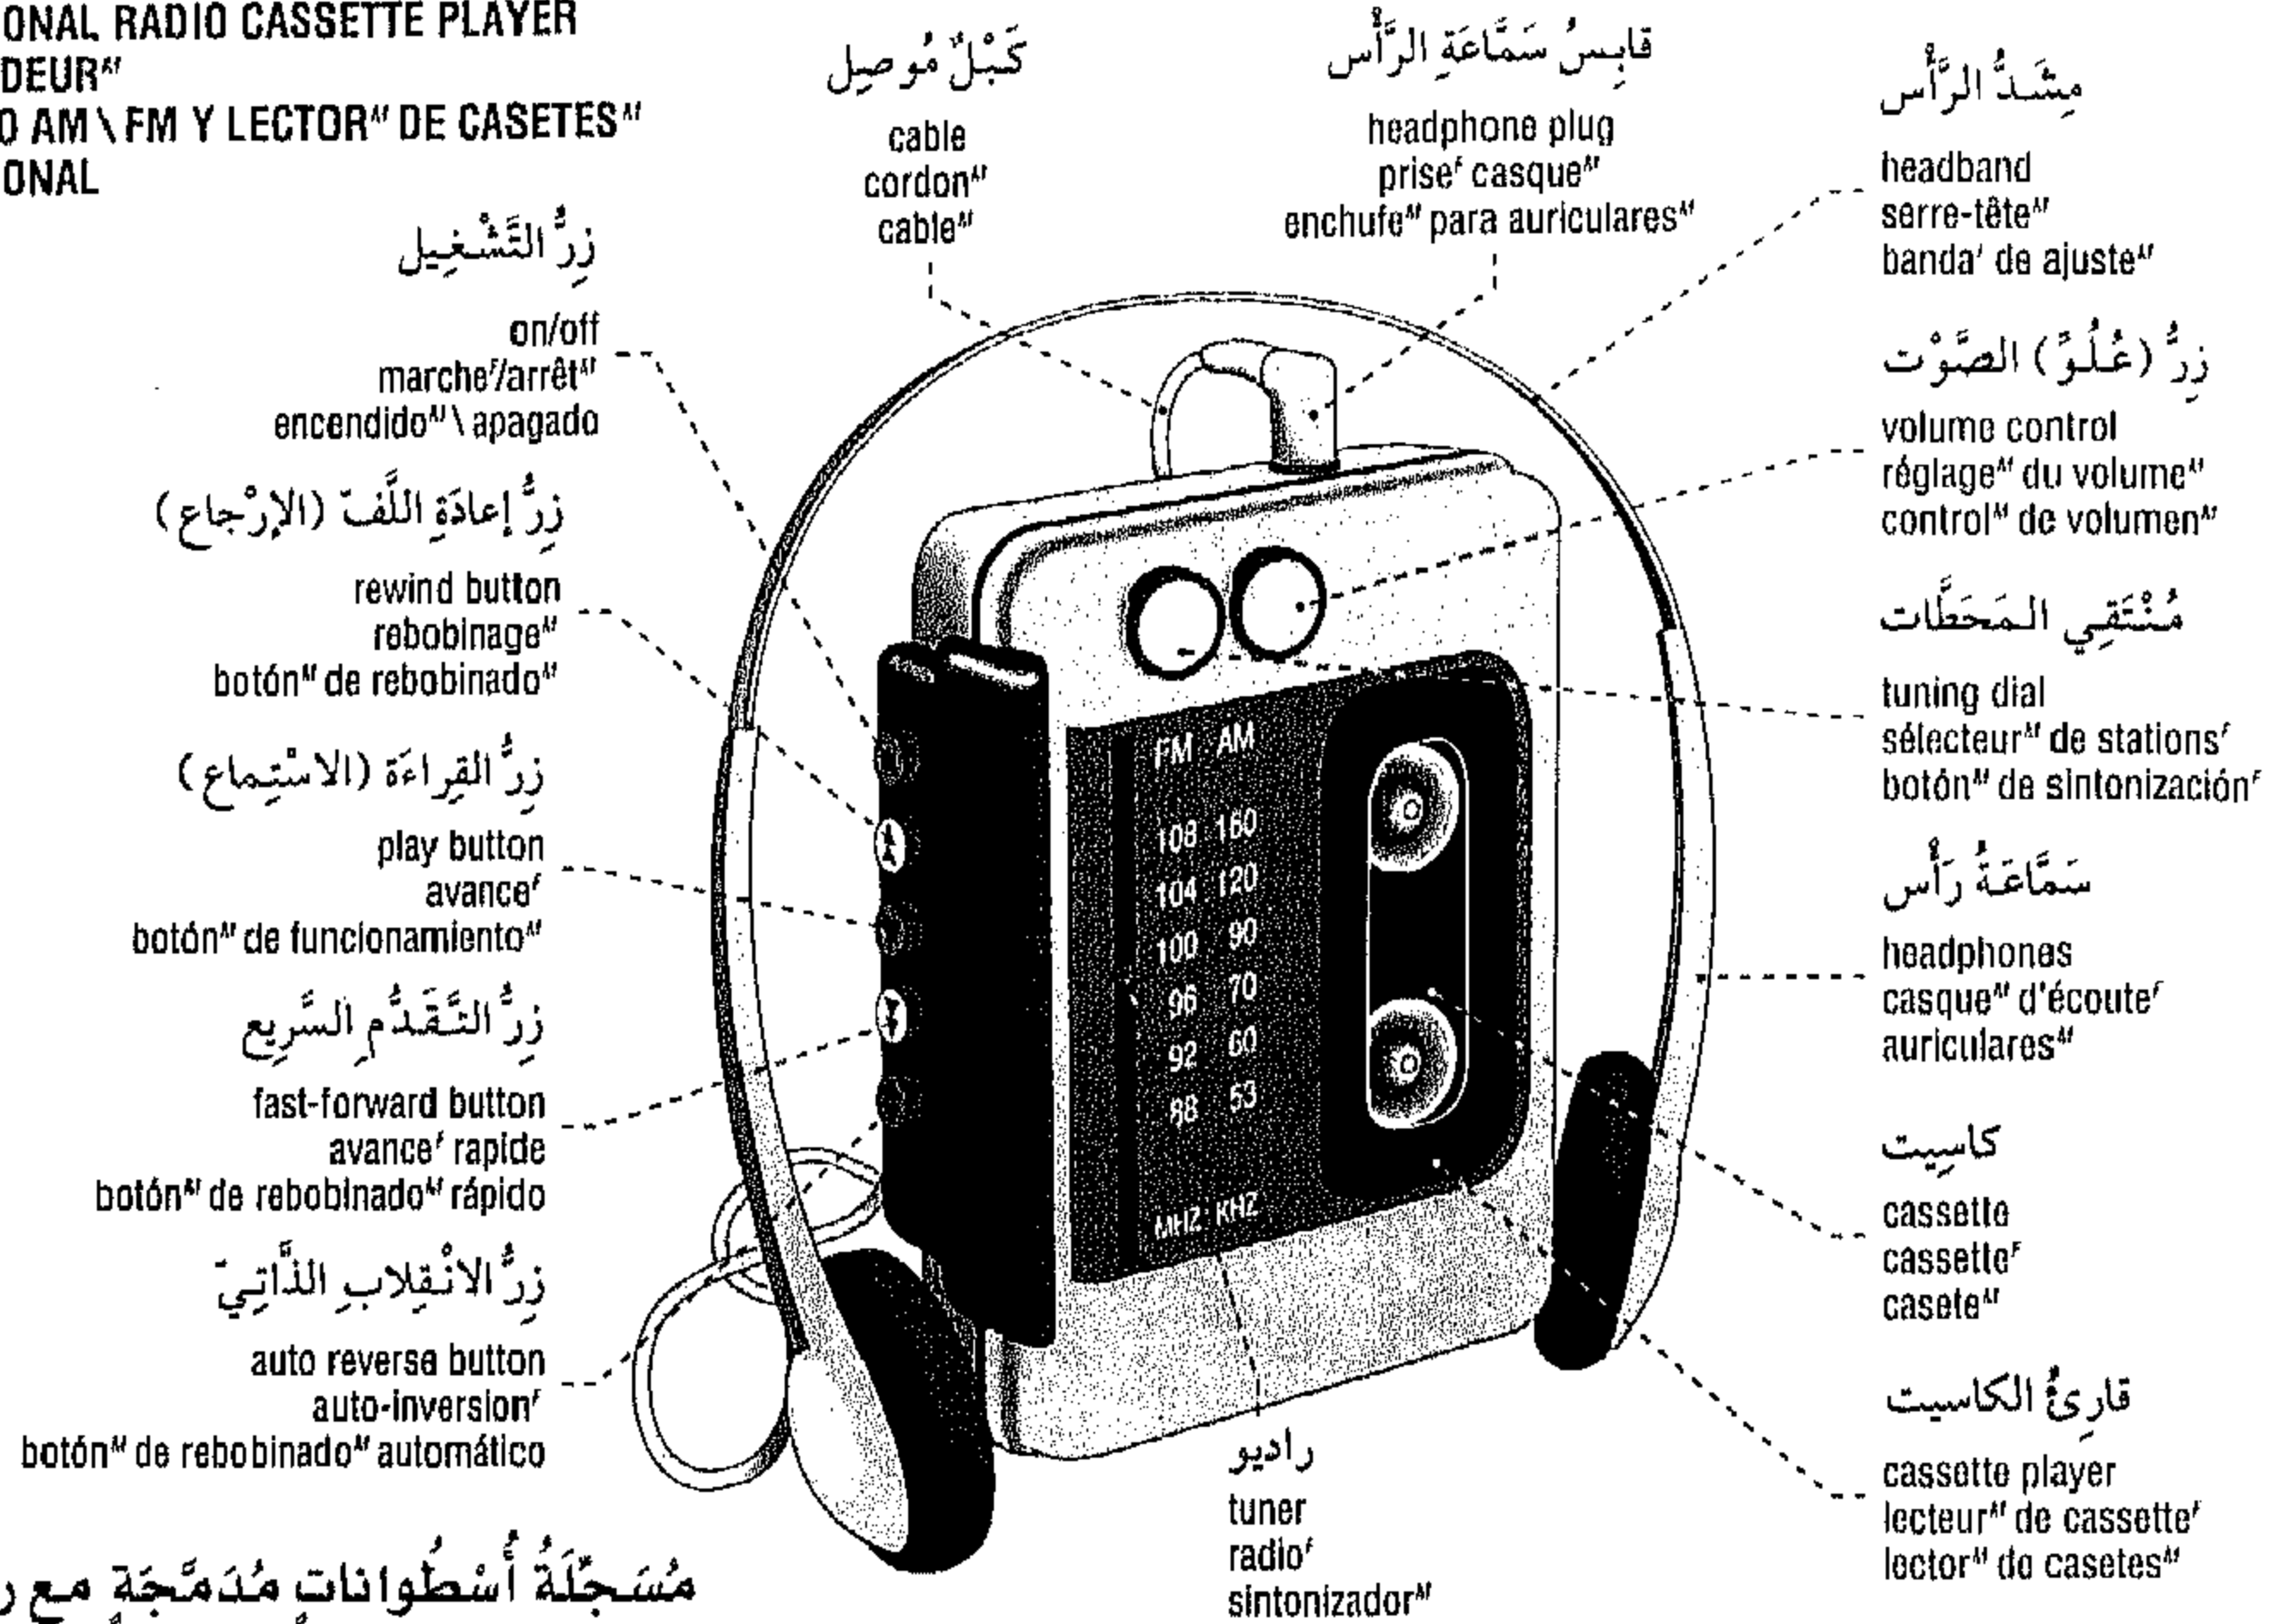 ONAL RADIO CASSETTE PLAYER
DEUR ᴹ
O AM \ FM Y LECTOR ᴹ DE CASETES ᴹ
ONAL
كَبْلٌ مُوصِل
cable
cordon ᴹ
cable ᴹ
قابِسُ سَمَّاعَةِ الرَّأْس
headphone plug
prise ᶠ casque ᴹ
enchufe ᴹ para auriculares ᴹ
مِشَدُّ الرَّأْس
headband
serre-tête ᴹ
banda ᶠ de ajuste ᴹ
زِرُّ التَّشْغِيل
on/off
marche ᶠ/arrêt ᴹ
encendido ᴹ \ apagado
زِرُّ إعادَةِ اللَّفّ (الإرْجاع)
rewind button
rebobinage ᴹ
botón ᴹ de rebobinado ᴹ
زِرُّ القِراءَة (الاسْتِماع)
play button
avance ᶠ
botón ᴹ de funcionamiento ᴹ
زِرُّ التَّقَدُّمِ السَّرِيع
fast-forward button
avance ᶠ rapide
botón ᴹ de rebobinado ᴹ rápido
زِرُّ الانْقِلابِ الذَّاتِيّ
auto reverse button
auto-inversion ᶠ
botón ᴹ de rebobinado ᴹ automático
زِرُّ (عُلُوِّ) الصَّوْت
volume control
réglage ᴹ du volume ᴹ
control ᴹ de volumen ᴹ
مُنْتَقِي المَحَطَّات
tuning dial
sélecteur ᴹ de stations ᶠ
botón ᴹ de sintonización ᶠ
سَمَّاعَةُ رَأْس
headphones
casque ᴹ d'écoute ᶠ
auriculares ᴹ
كاسِيت
cassette
cassette ᶠ
casete ᴹ
قارِئُ الكاسيت
cassette player
lecteur ᴹ de cassette ᶠ
lector ᴹ de casetes ᴹ
FM AM
108 160
104 120
100 90
96 70
92 60
88 53
MHZ KHZ
راديو
tuner
radio ᶠ
sintonizador ᴹ
مُسَجِّلَةُ أُسْطُوانات مُدَمَّجَة مع